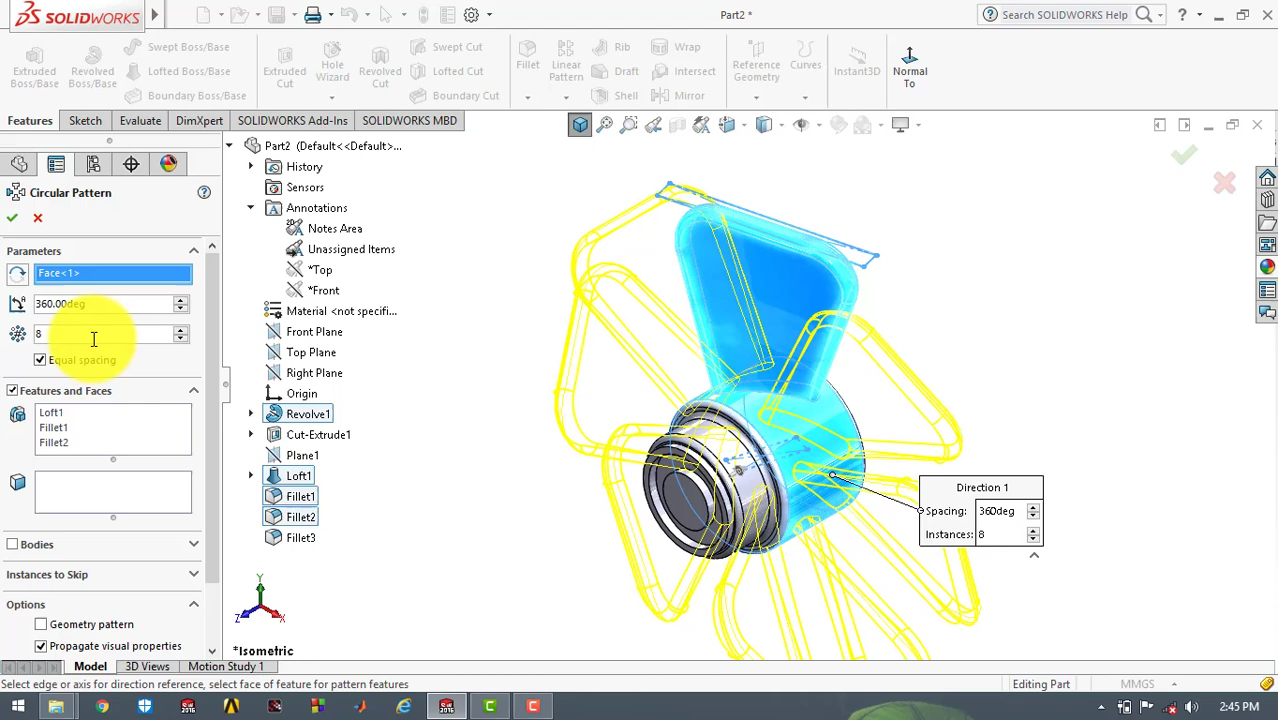 SOLIDWORKS
Part2 *
Search SOLIDWORKS Help
Extruded Boss/Base
Revolved Boss/Base
Swept Boss/Base
Lofted Boss/Base
Boundary Boss/Base
Extruded Cut
Hole Wizard
Revolved Cut
Swept Cut
Lofted Cut
Boundary Cut
Fillet
Linear Pattern
Rib
Draft
Shell
Wrap
Intersect
Mirror
Reference Geometry
Curves
Instant3D
Normal To
Features
Sketch
Evaluate
DimXpert
SOLIDWORKS Add-Ins
SOLIDWORKS MBD
Circular Pattern
Parameters
Face<1>
360.00deg
8
Equal spacing
Features and Faces
Loft1
Fillet1
Fillet2
Bodies
Instances to Skip
Options
Geometry pattern
Propagate visual properties
Part2 (Default<<Default>...
History
Sensors
Annotations
Notes Area
Unassigned Items
*Top
*Front
Material <not specifi...
Front Plane
Top Plane
Right Plane
Origin
Revolve1
Cut-Extrude1
Plane1
Loft1
Fillet1
Fillet2
Fillet3
Direction 1
Spacing: 360deg
Instances: 8
Y
Z
X
*Isometric
Model
3D Views
Motion Study 1
Select edge or axis for direction reference, select face of feature for pattern features
Editing Part
MMGS
2:45 PM